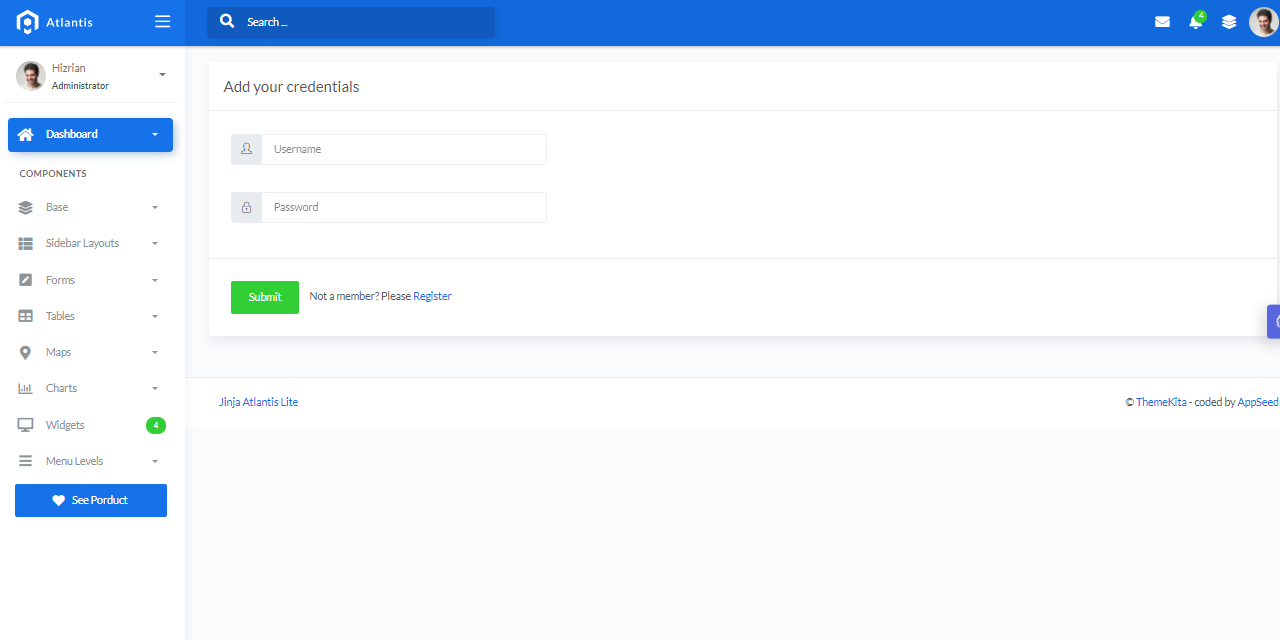 Atlantis
Search ...
4
Hizrian
Administrator
Dashboard
COMPONENTS
Base
Sidebar Layouts
Forms
Tables
Maps
Charts
Widgets 4
Menu Levels
See Porduct
Add your credentials
Username
Password
Submit Not a member? Please Register
Jinja Atlantis Lite
© ThemeKita - coded by AppSeed